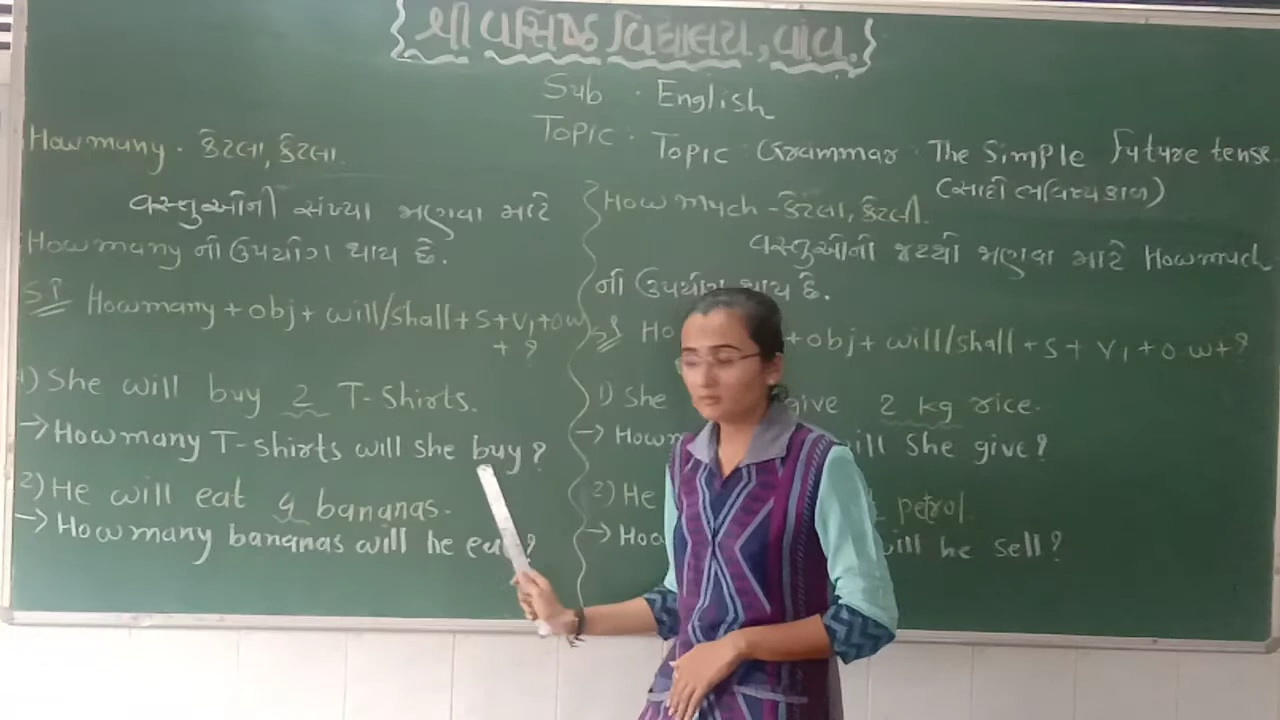 શ્રી વસિષ્ઠ વિદ્યાલય, વાવ.
Sub . English
Topic . Topic Grammar . The Simple future tense
(સાદો ભવિષ્યકાળ)
How many . કેટલા, કેટલા.
વસ્તુઓની સંખ્યા જાણવા માટે
How many નો ઉપયોગ થાય છે.
How many + obj + will/shall + S + V1 + ow
+ ?
1) She will buy 2 T-Shirts.
→ How many T-shirts will she buy?
2) He will eat 4 bananas.
→ How many bananas will he eat?
How much - કેટલા, કેટલી.
વસ્તુઓનો જથ્થો જાણવા માટે How much
નો ઉપયોગ થાય છે.
+ obj + will/shall + S + V1 + o w + ?
1) She give 2 kg rice.
→ will She give?
2) He petrol.
→ will he sell?